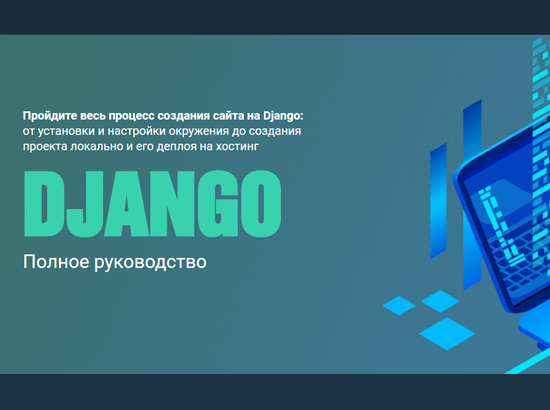 Пройдите весь процесс создания сайта на Django:
от установки и настройки окружения до создания
проекта локально и его деплоя на хостинг
DJANGO
Полное руководство